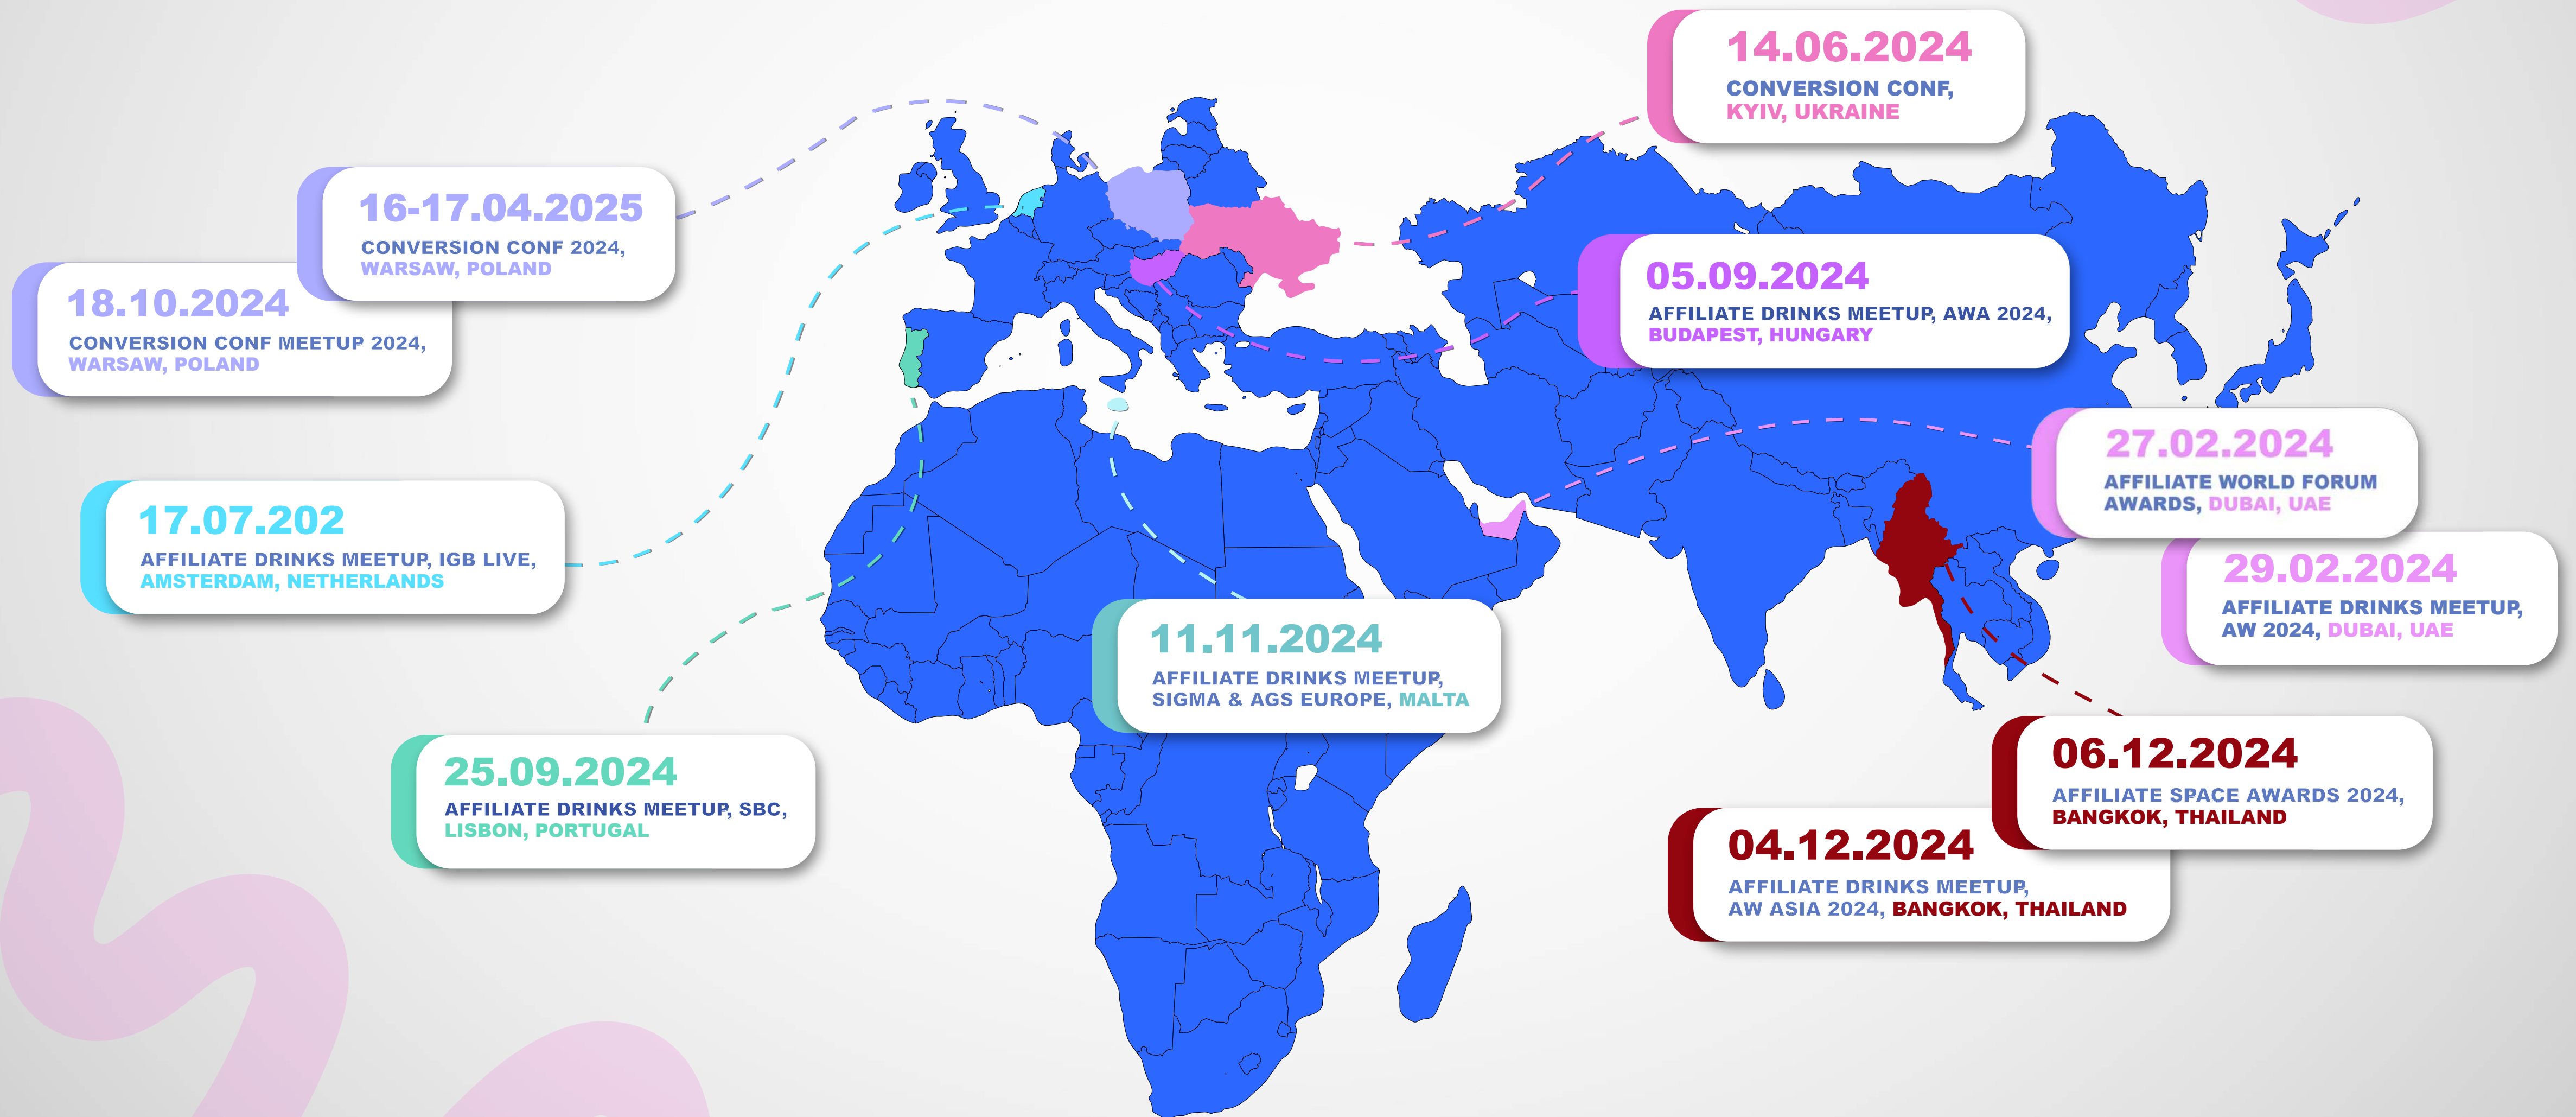 14.06.2024
CONVERSION CONF,
KYIV, UKRAINE
16-17.04.2025
CONVERSION CONF 2024,
WARSAW, POLAND
18.10.2024
CONVERSION CONF MEETUP 2024,
WARSAW, POLAND
05.09.2024
AFFILIATE DRINKS MEETUP, AWA 2024,
BUDAPEST, HUNGARY
27.02.2024
AFFILIATE WORLD FORUM
AWARDS, DUBAI, UAE
17.07.202
AFFILIATE DRINKS MEETUP, IGB LIVE,
AMSTERDAM, NETHERLANDS
29.02.2024
AFFILIATE DRINKS MEETUP,
AW 2024, DUBAI, UAE
11.11.2024
AFFILIATE DRINKS MEETUP,
SIGMA & AGS EUROPE, MALTA
25.09.2024
AFFILIATE DRINKS MEETUP, SBC,
LISBON, PORTUGAL
06.12.2024
AFFILIATE SPACE AWARDS 2024,
BANGKOK, THAILAND
04.12.2024
AFFILIATE DRINKS MEETUP,
AW ASIA 2024, BANGKOK, THAILAND